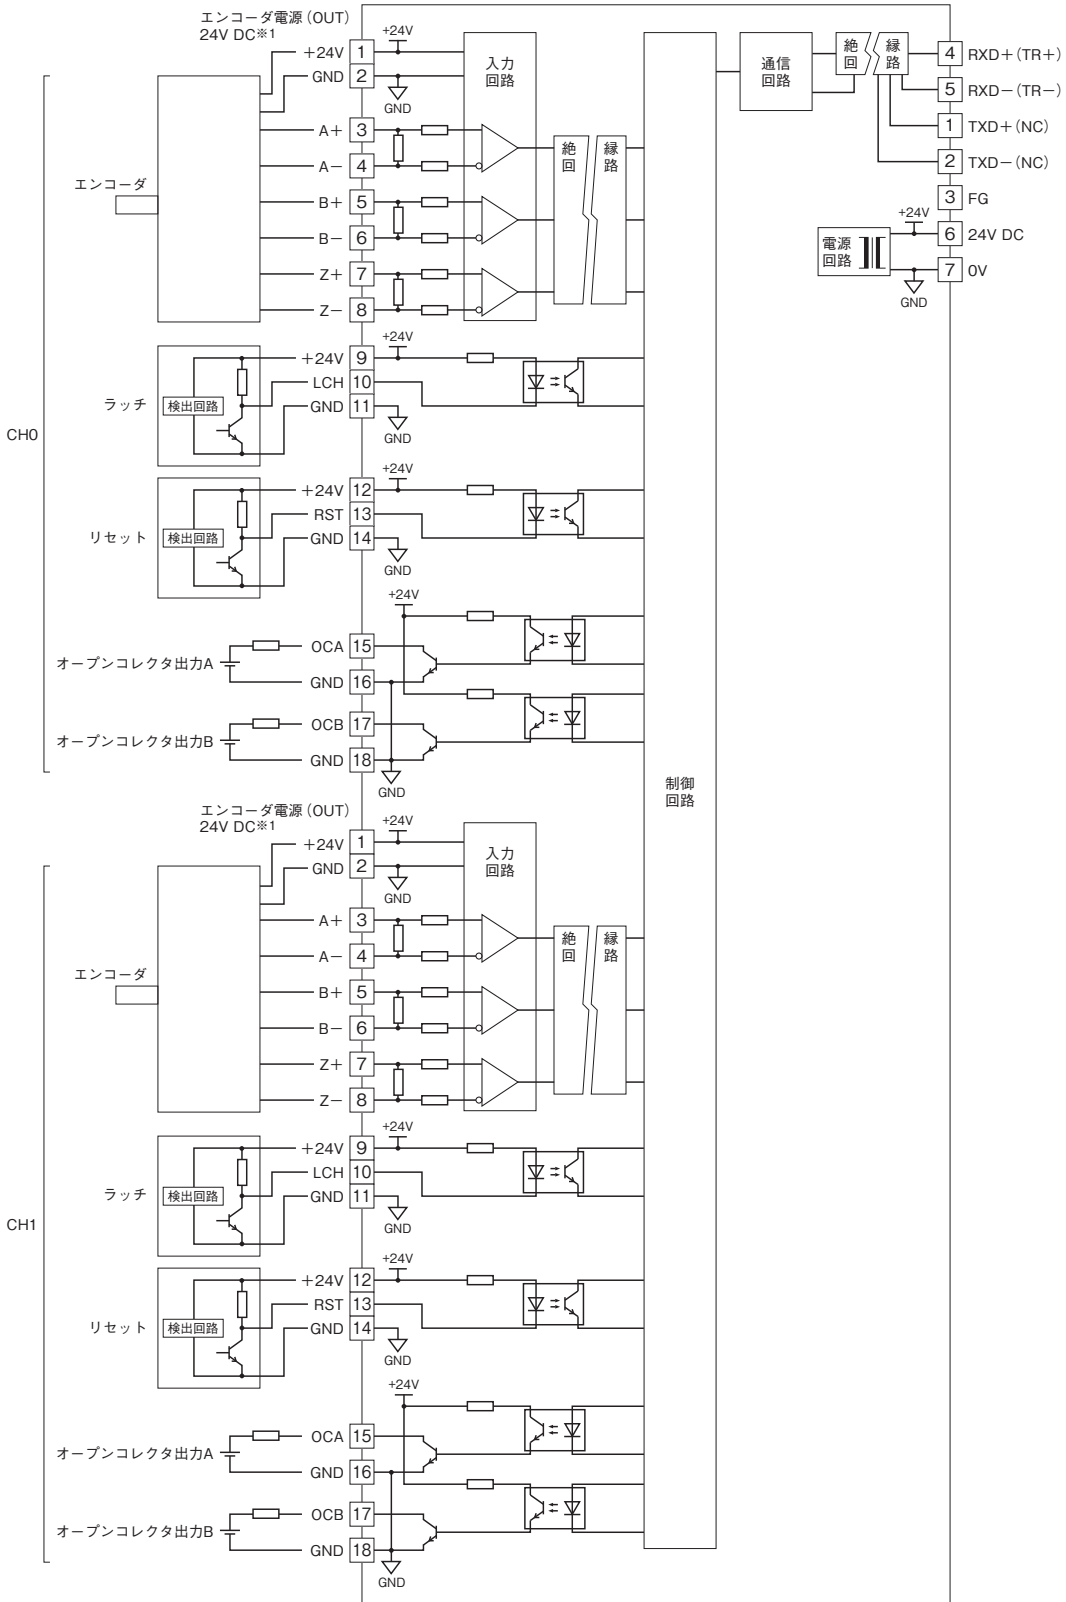 エンコーダ電源(OUT)
24V DC※1
+24V 1 +24V
GND 2
GND
A+ 3
A− 4
B+ 5
B− 6
Z+ 7
Z− 8
エンコーダ
入力
回路
絶 縁
回 路
+24V 9 +24V
LCH 10
GND 11
GND
ラッチ
検出回路
CH0
+24V 12 +24V
RST 13
GND 14
GND
リセット
検出回路
+24V
OCA 15
オープンコレクタ出力A
GND 16
OCB 17
オープンコレクタ出力B
GND 18
GND
制御
回路
通信
回路
絶 縁
回 路
4 RXD+(TR+)
5 RXD−(TR−)
1 TXD+(NC)
2 TXD−(NC)
3 FG
+24V
6 24V DC
電源
回路
7 0V
GND
エンコーダ電源(OUT)
24V DC※1
+24V 1 +24V
GND 2
GND
A+ 3
A− 4
B+ 5
B− 6
Z+ 7
Z− 8
エンコーダ
入力
回路
絶 縁
回 路
+24V 9 +24V
LCH 10
GND 11
GND
ラッチ
検出回路
CH1
+24V 12 +24V
RST 13
GND 14
GND
リセット
検出回路
+24V
OCA 15
オープンコレクタ出力A
GND 16
OCB 17
オープンコレクタ出力B
GND 18
GND